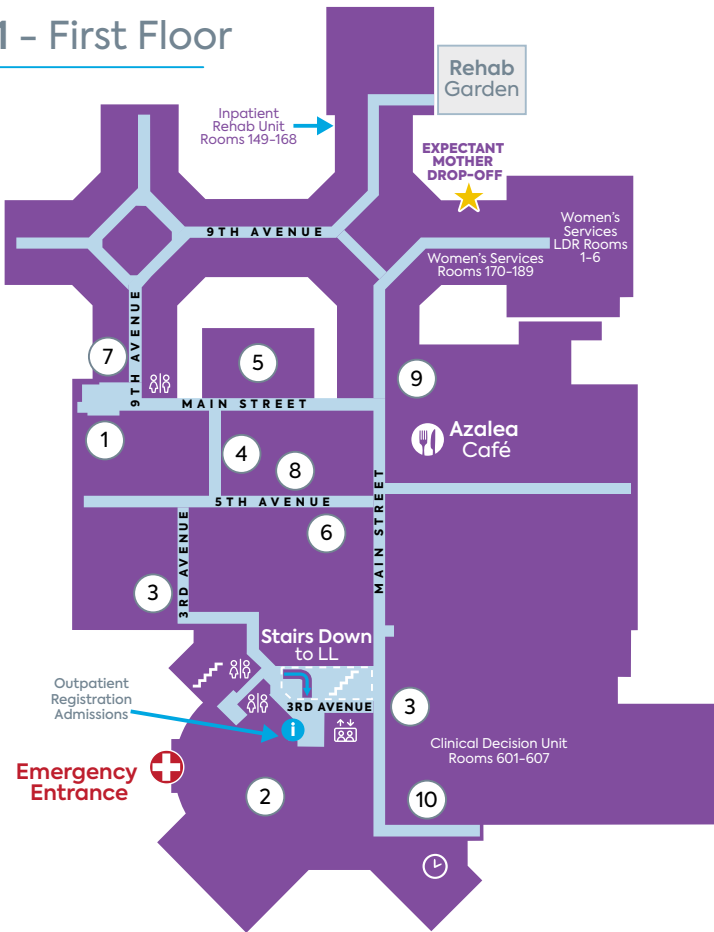 1 - First Floor
Rehab
Garden
Inpatient
Rehab Unit
Rooms 149-168
EXPECTANT
MOTHER
DROP-OFF
Women's
Services
LDR Rooms
1-6
9TH AVENUE
Women's Services
Rooms 170-189
9TH AVENUE
7
5
9
MAIN STREET
1
4
8
Azalea
Café
5TH AVENUE
MAIN STREET
6
3RD AVENUE
3
Stairs Down
to LL
Outpatient
Registration
Admissions
3RD AVENUE
i
3
Clinical Decision Unit
Rooms 601-607
Emergency
Entrance
2
10